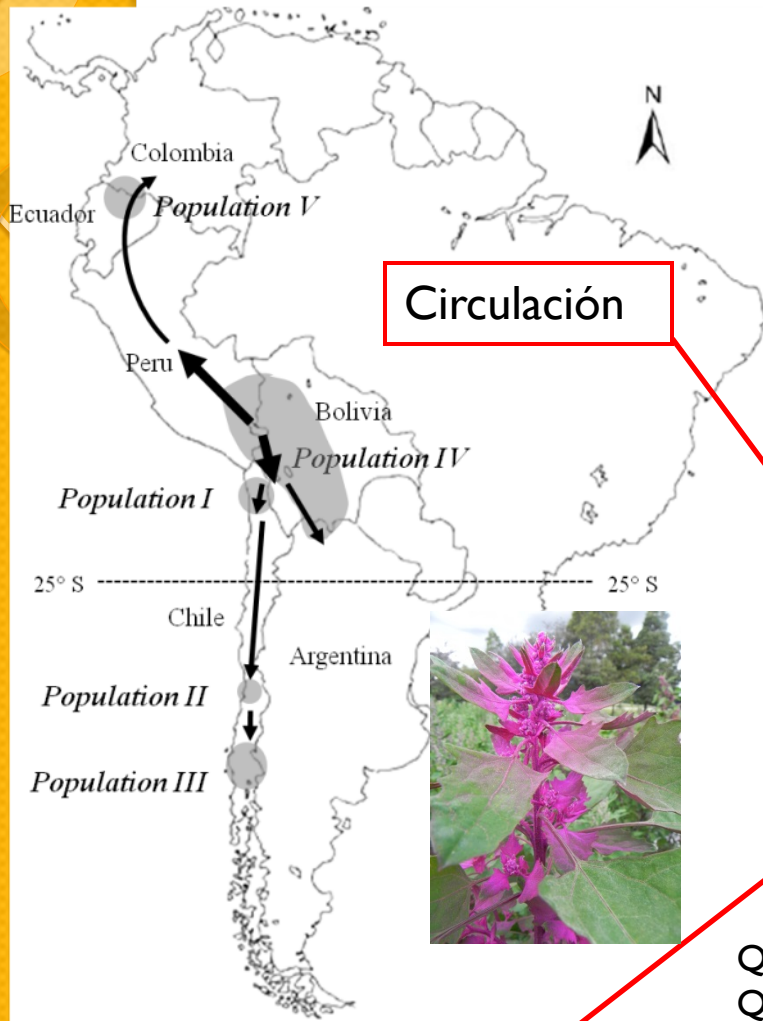 N
Colombia
Ecuador
Population V
Circulación
Peru
Bolivia
Population IV
Population I
25° S
25° S
Chile
Argentina
Population II
Population III
Q
Q